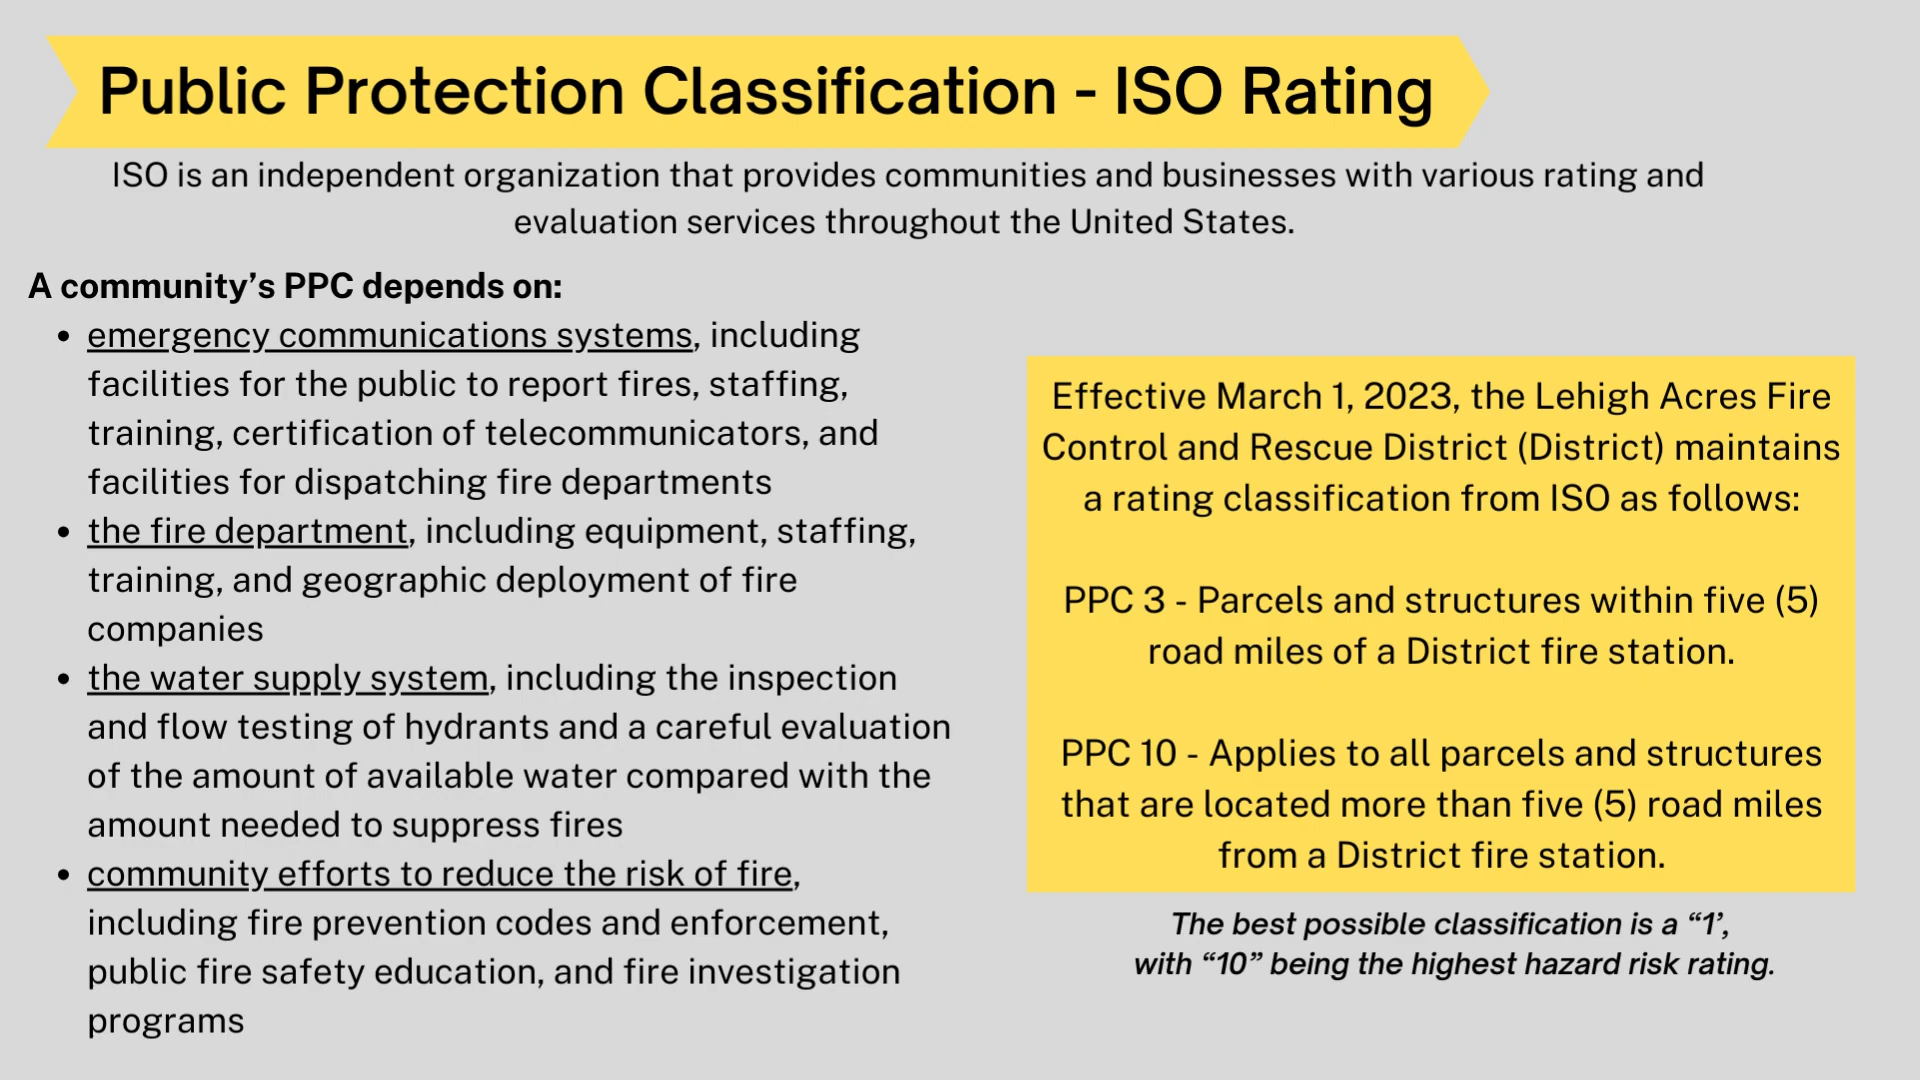 Public Protection Classification - ISO Rating
ISO is an independent organization that provides communities and businesses with various rating and
evaluation services throughout the United States.
A community’s PPC depends on:
• emergency communications systems, including
facilities for the public to report fires, staffing,
training, certification of telecommunicators, and
facilities for dispatching fire departments
• the fire department, including equipment, staffing,
training, and geographic deployment of fire
companies
• the water supply system, including the inspection
and flow testing of hydrants and a careful evaluation
of the amount of available water compared with the
amount needed to suppress fires
• community efforts to reduce the risk of fire,
including fire prevention codes and enforcement,
public fire safety education, and fire investigation
programs
Effective March 1, 2023, the Lehigh Acres Fire
Control and Rescue District (District) maintains
a rating classification from ISO as follows:
PPC 3 - Parcels and structures within five (5)
road miles of a District fire station.
PPC 10 - Applies to all parcels and structures
that are located more than five (5) road miles
from a District fire station.
The best possible classification is a “1’,
with “10” being the highest hazard risk rating.